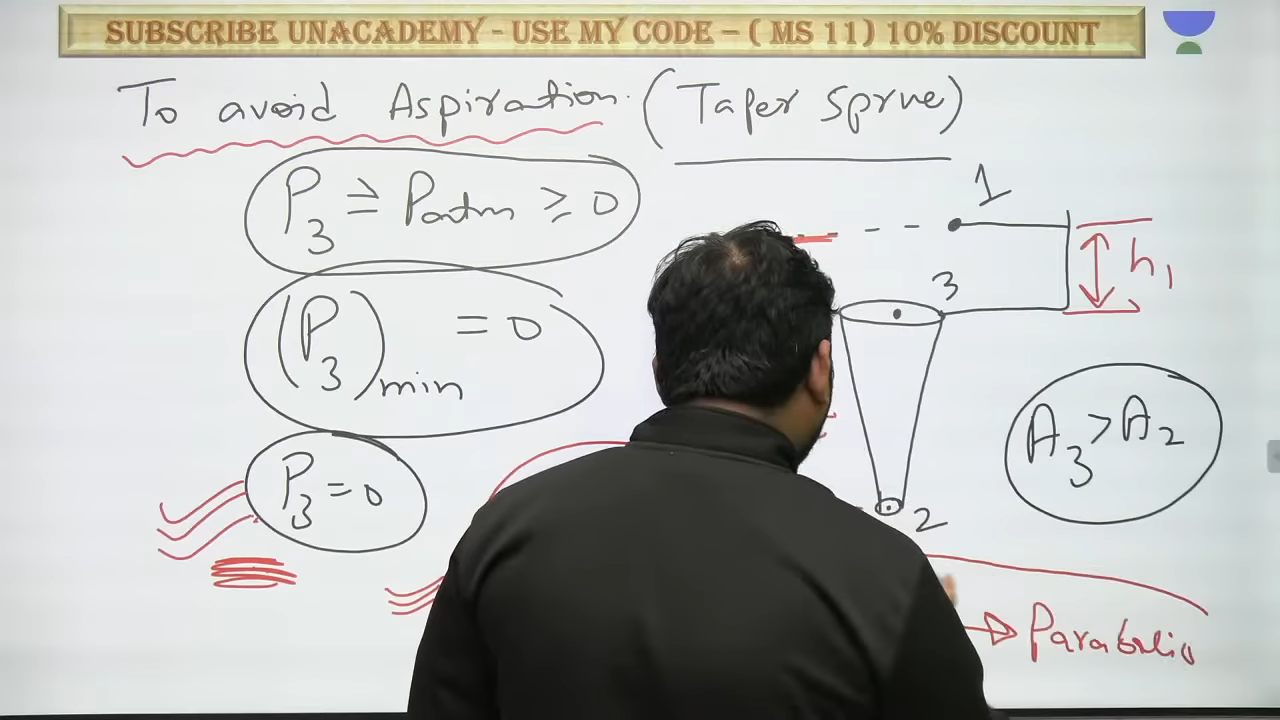 SUBSCRIBE UNACADEMY - USE MY CODE – ( MS 11) 10% DISCOUNT
To avoid Aspiration. (Taper sprue)
P3 ≥ Patm ≥ 0
1
h1
3
(P3)min = 0
A3 > A2
P3 = 0
2
→ Parabolic